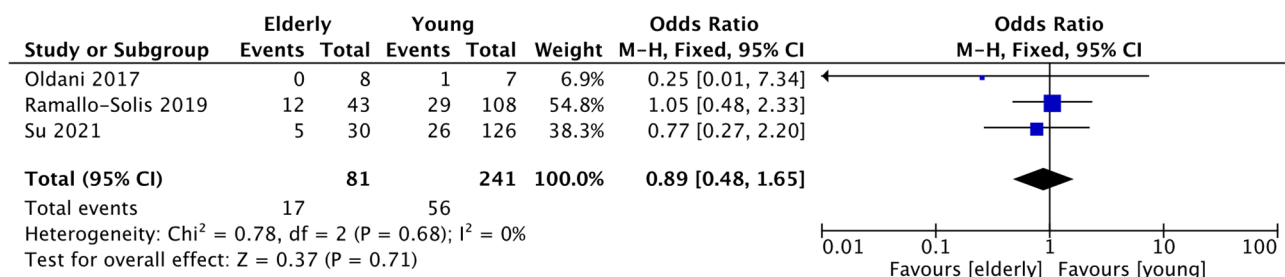 Elderly Young Odds Ratio Odds Ratio
Study or Subgroup Events Total Events Total Weight M-H, Fixed, 95% CI M-H, Fixed, 95% CI
Oldani 2017 0 8 1 7 6.9% 0.25 [0.01, 7.34]
Ramallo-Solis 2019 12 43 29 108 54.8% 1.05 [0.48, 2.33]
Su 2021 5 30 26 126 38.3% 0.77 [0.27, 2.20]
Total (95% CI) 81 241 100.0% 0.89 [0.48, 1.65]
Total events 17 56
Heterogeneity: Chi² = 0.78, df = 2 (P = 0.68); I² = 0%
Test for overall effect: Z = 0.37 (P = 0.71)
0.01 0.1 1 10 100
Favours [elderly] Favours [young]